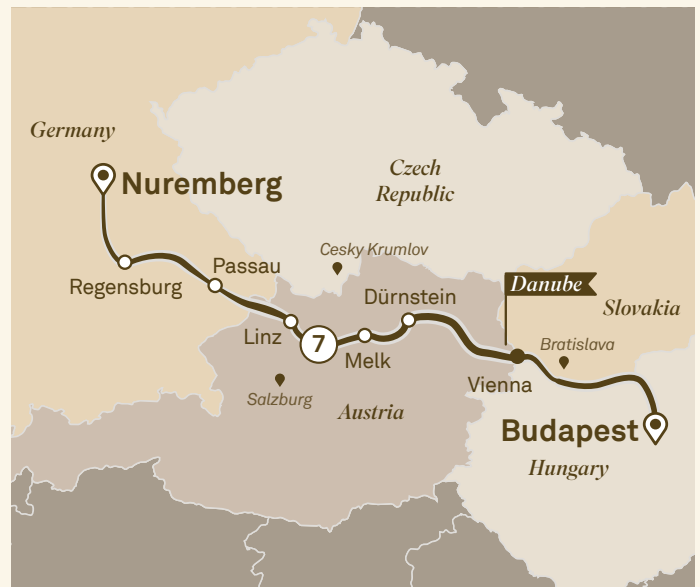 Germany
Nuremberg
Czech
Republic
Regensburg
Passau
Cesky Krumlov
Danube
Slovakia
Dürnstein
Linz
7
Melk
Bratislava
Vienna
Salzburg
Austria
Budapest
Hungary